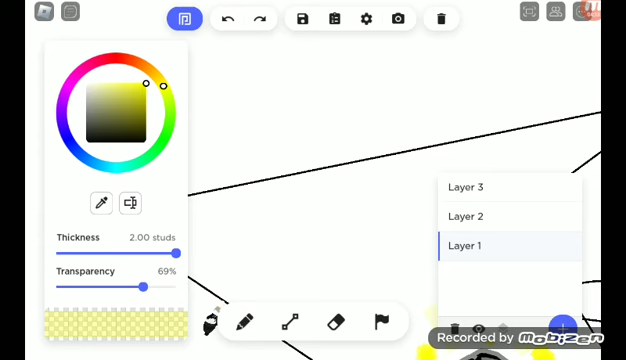 Layer 3
Layer 2
Thickness 2.00 studs
Layer 1
Transparency 69%
Recorded by mobizen